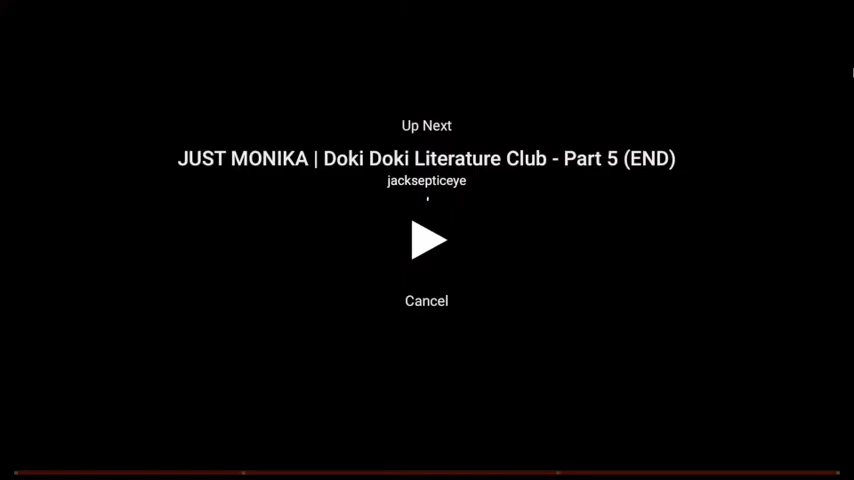 Up Next
JUST MONIKA | Doki Doki Literature Club - Part 5 (END)
jacksepticeye
Cancel